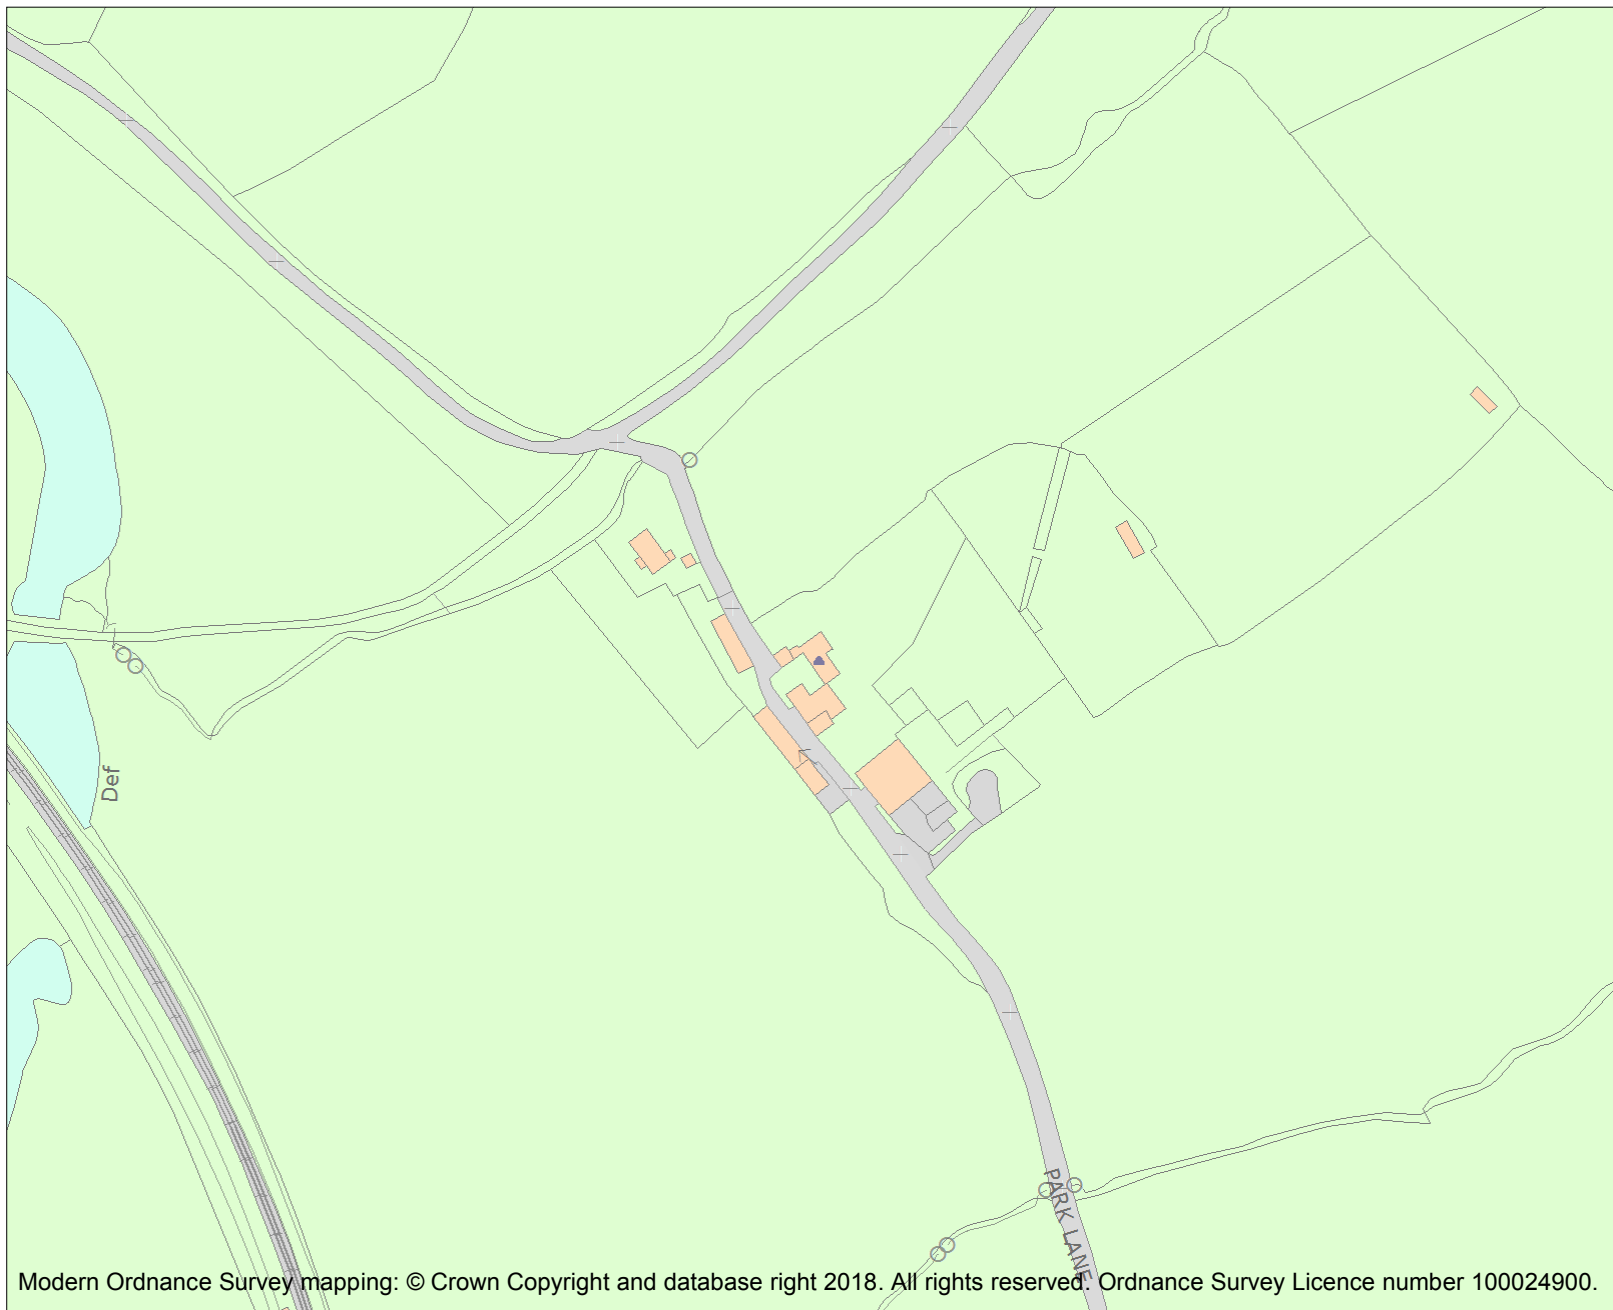 Def
PARK LANE
Modern Ordnance Survey mapping: © Crown Copyright and database right 2018. All rights reserved. Ordnance Survey Licence number 100024900.